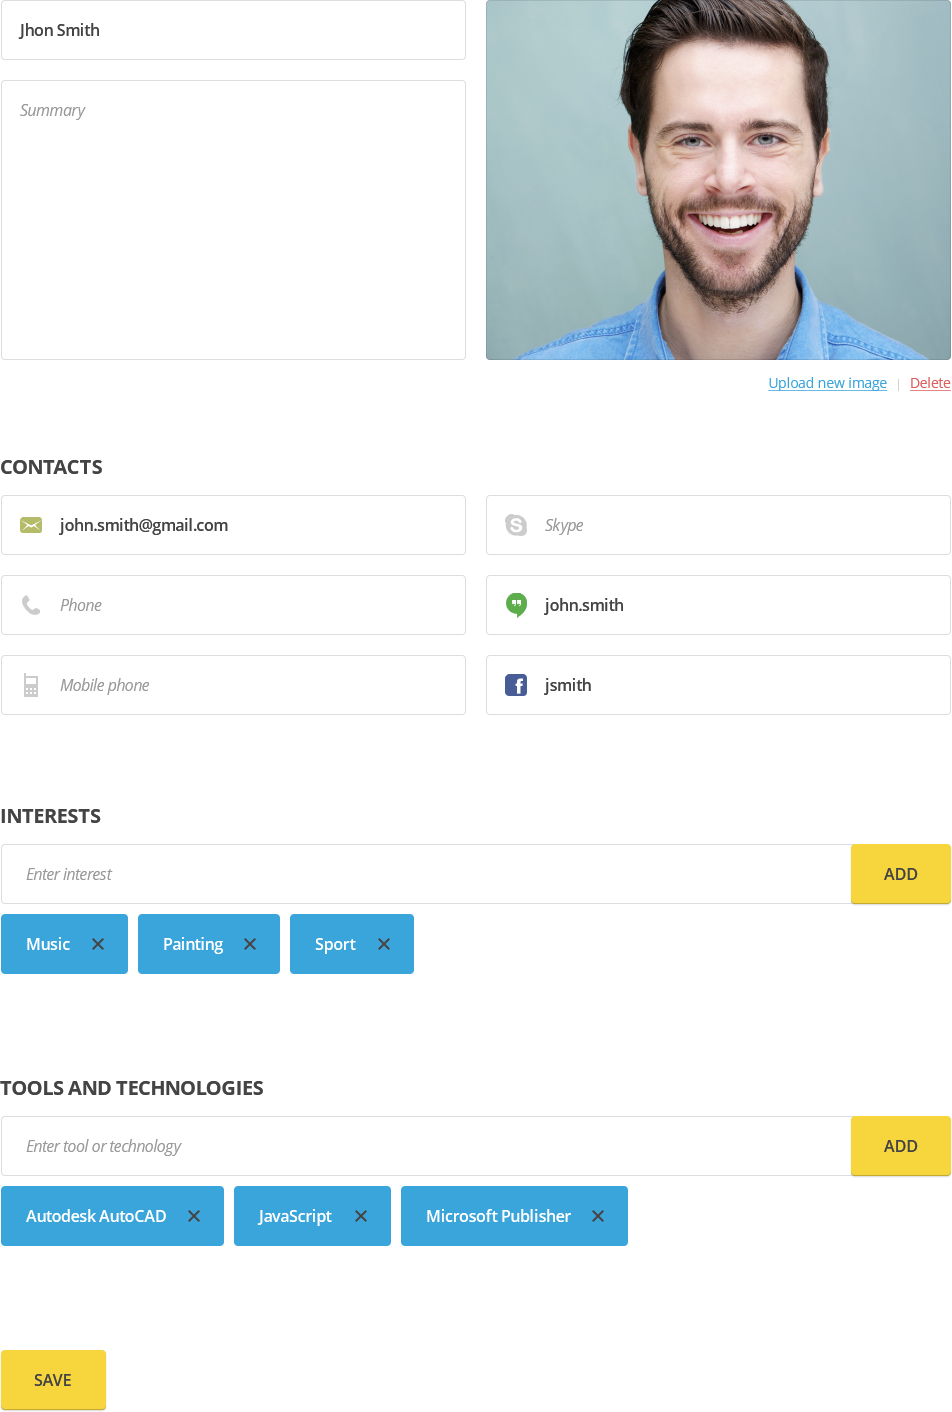 Jhon Smith
Summary
Upload new image | Delete
CONTACTS
john.smith@gmail.com
Skype
Phone
john.smith
Mobile phone
jsmith
INTERESTS
Enter interest
ADD
Music
Painting
Sport
TOOLS AND TECHNOLOGIES
Enter tool or technology
ADD
Autodesk AutoCAD
JavaScript
Microsoft Publisher
SAVE